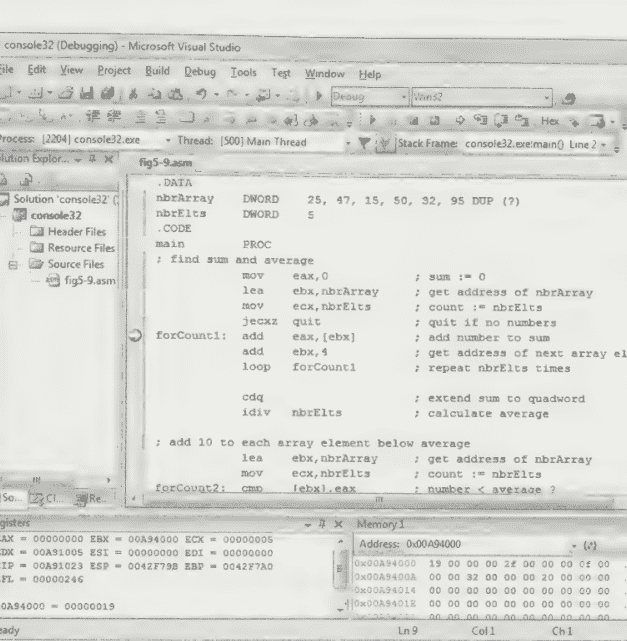 console32 (Debugging) - Microsoft Visual Studio
File Edit View Project Build Debug Tools Test Window Help
Debug Win32
Hex
Process: [2204] console32.exe Thread: [500] Main Thread Stack Frame: console32.exe!main() Line 2
Solution Explor...
fig5-9.asm
Solution 'console32' (
console32
Header Files
Resource Files
Source Files
fig5-9.asm
.DATA
nbrArray DWORD 25, 47, 15, 50, 32, 95 DUP (?)
nbrElts DWORD 5
.CODE
main PROC
; find sum and average
mov eax,0 ; sum := 0
lea ebx,nbrArray ; get address of nbrArray
mov ecx,nbrElts ; count := nbrElts
jecxz quit ; quit if no numbers
forCount1: add eax,[ebx] ; add number to sum
add ebx,4 ; get address of next array el
loop forCount1 ; repeat nbrElts times
cdq ; extend sum to quadword
idiv nbrElts ; calculate average
; add 10 to each array element below average
lea ebx,nbrArray ; get address of nbrArray
mov ecx,nbrElts ; count := nbrElts
forCount2: cmp [ebx],eax ; number < average ?
So... Cl... Re...
Registers
EAX = 00000000 EBX = 00A94000 ECX = 00000005
EDX = 00A91005 ESI = 00000000 EDI = 00000000
EIP = 00A91023 ESP = 0042F798 EBP = 0042F7A0
EFL = 00000246
00A94000 = 00000019
Memory 1
Address: 0x00A94000
0x00A94000 19 00 00 00 2f 00 00 00 0f 00
0x00A9400A 00 00 32 00 00 00 20 00 00 00
0x00A94014 00 00 00 00 00 00 00 00 00 00
0x00A9401E 00 00 00 00 00 00 00 00 00 00
Ready Ln 9 Col 1 Ch 1